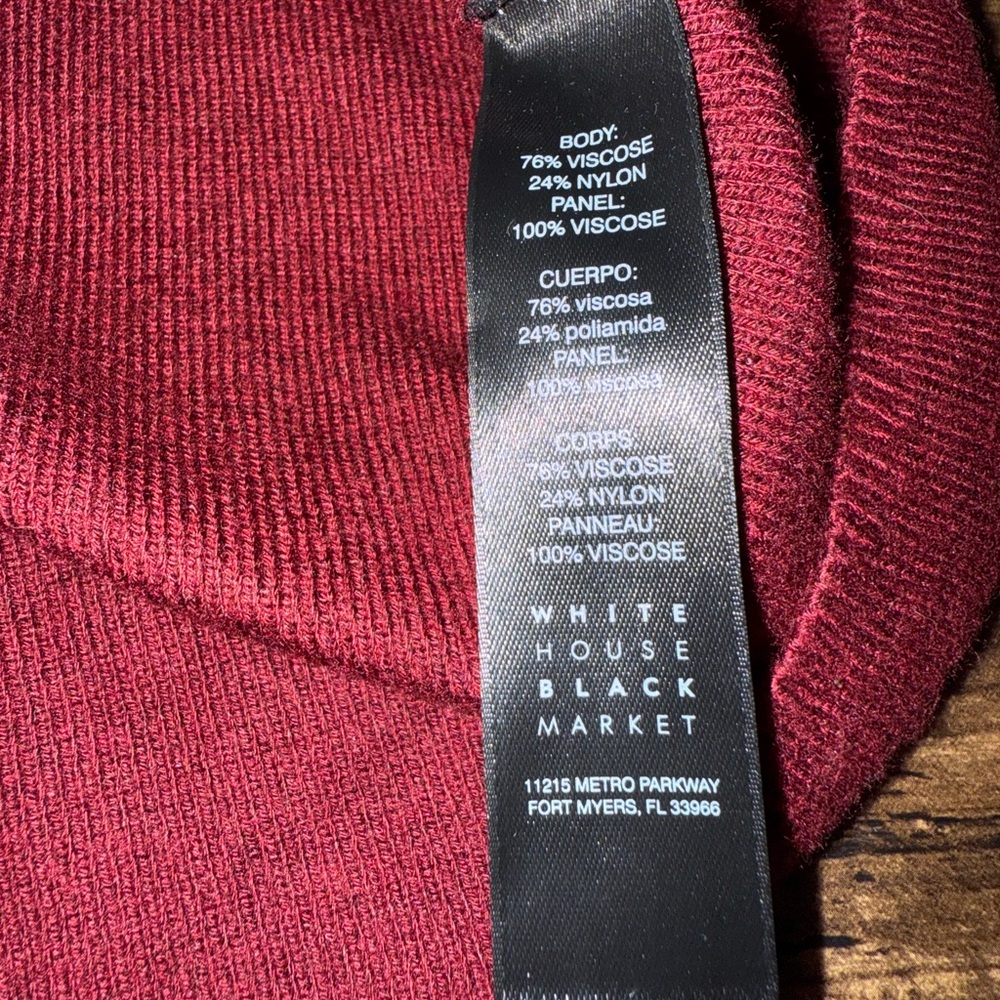 BODY:
76% VISCOSE
24% NYLON
PANEL:
100% VISCOSE
CUERPO:
76% viscosa
24% poliamida
PANEL:
100% viscosa
CORPS
76% VISCOSE
24% NYLON
PANNEAU:
100% VISCOSE
WHITE
HOUSE
BLACK
MARKET
11215 METRO PARKWAY
FORT MYERS, FL 33966